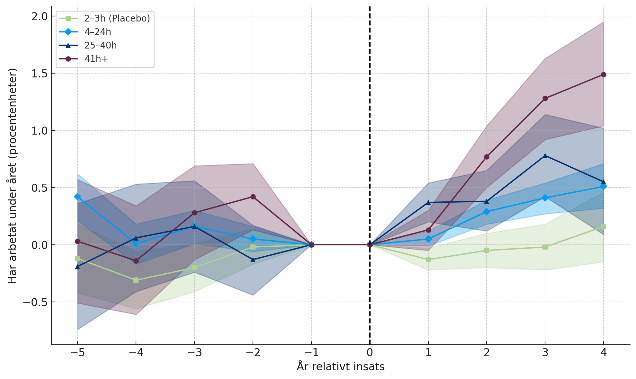 2–3h (Placebo)
4–24h
25–40h
41h+
Har arbetat under året (procentenheter)
2.0
1.5
1.0
0.5
0.0
−0.5
−5 −4 −3 −2 −1 0 1 2 3 4
År relativt insats